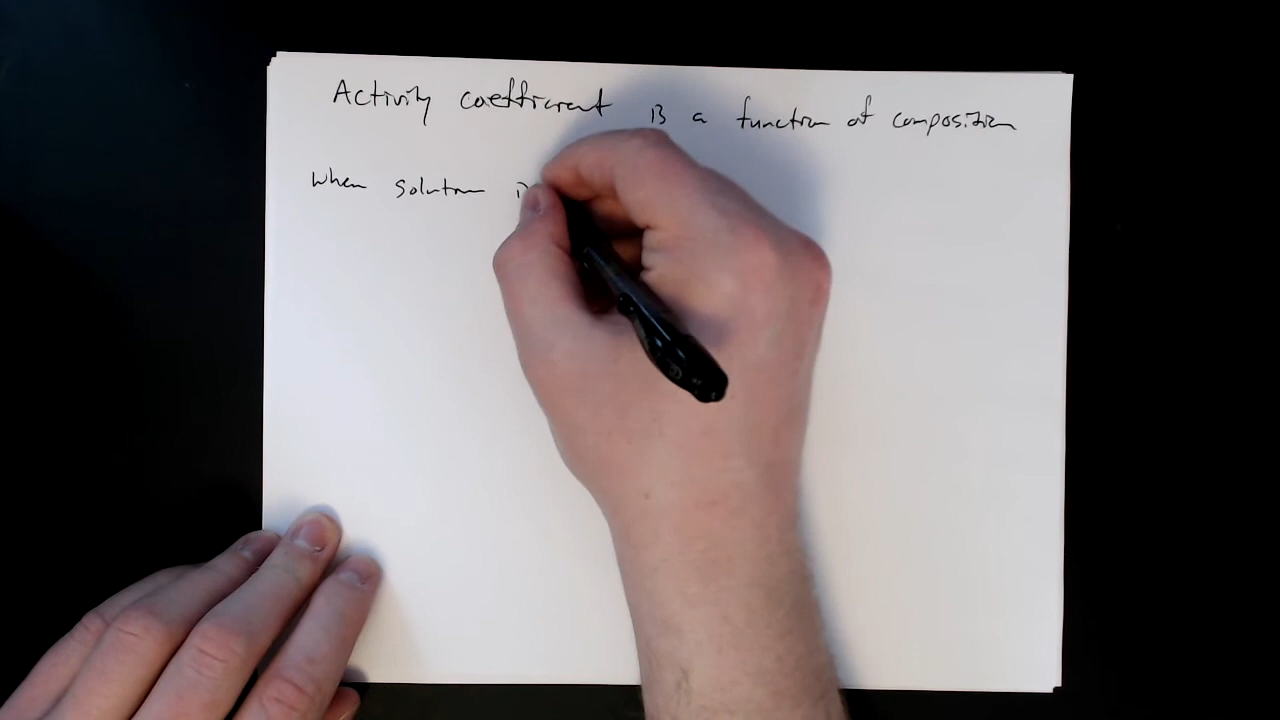 Activity coefficient is a function of composition
When solution